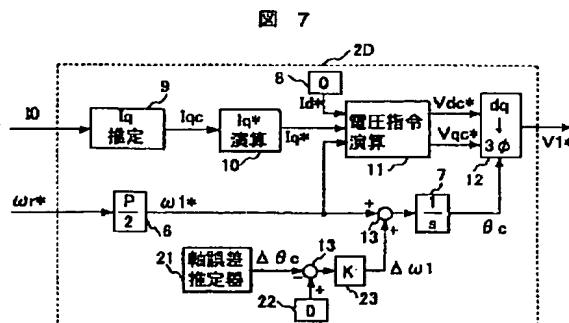 図 7
2D
9
8
0
Id*
I0
Iq
推定
Iqc
Iq*
演算
10
Iq*
電圧指令
演算
11
Vdc*
Vqc*
dq
↓
3φ
12
V1*
ωr*
P
2
6
ω1*
+
13
+
7
1
s
θc
21
軸誤差
推定器
Δθc
13
−
+
22
0
K
23
Δω1